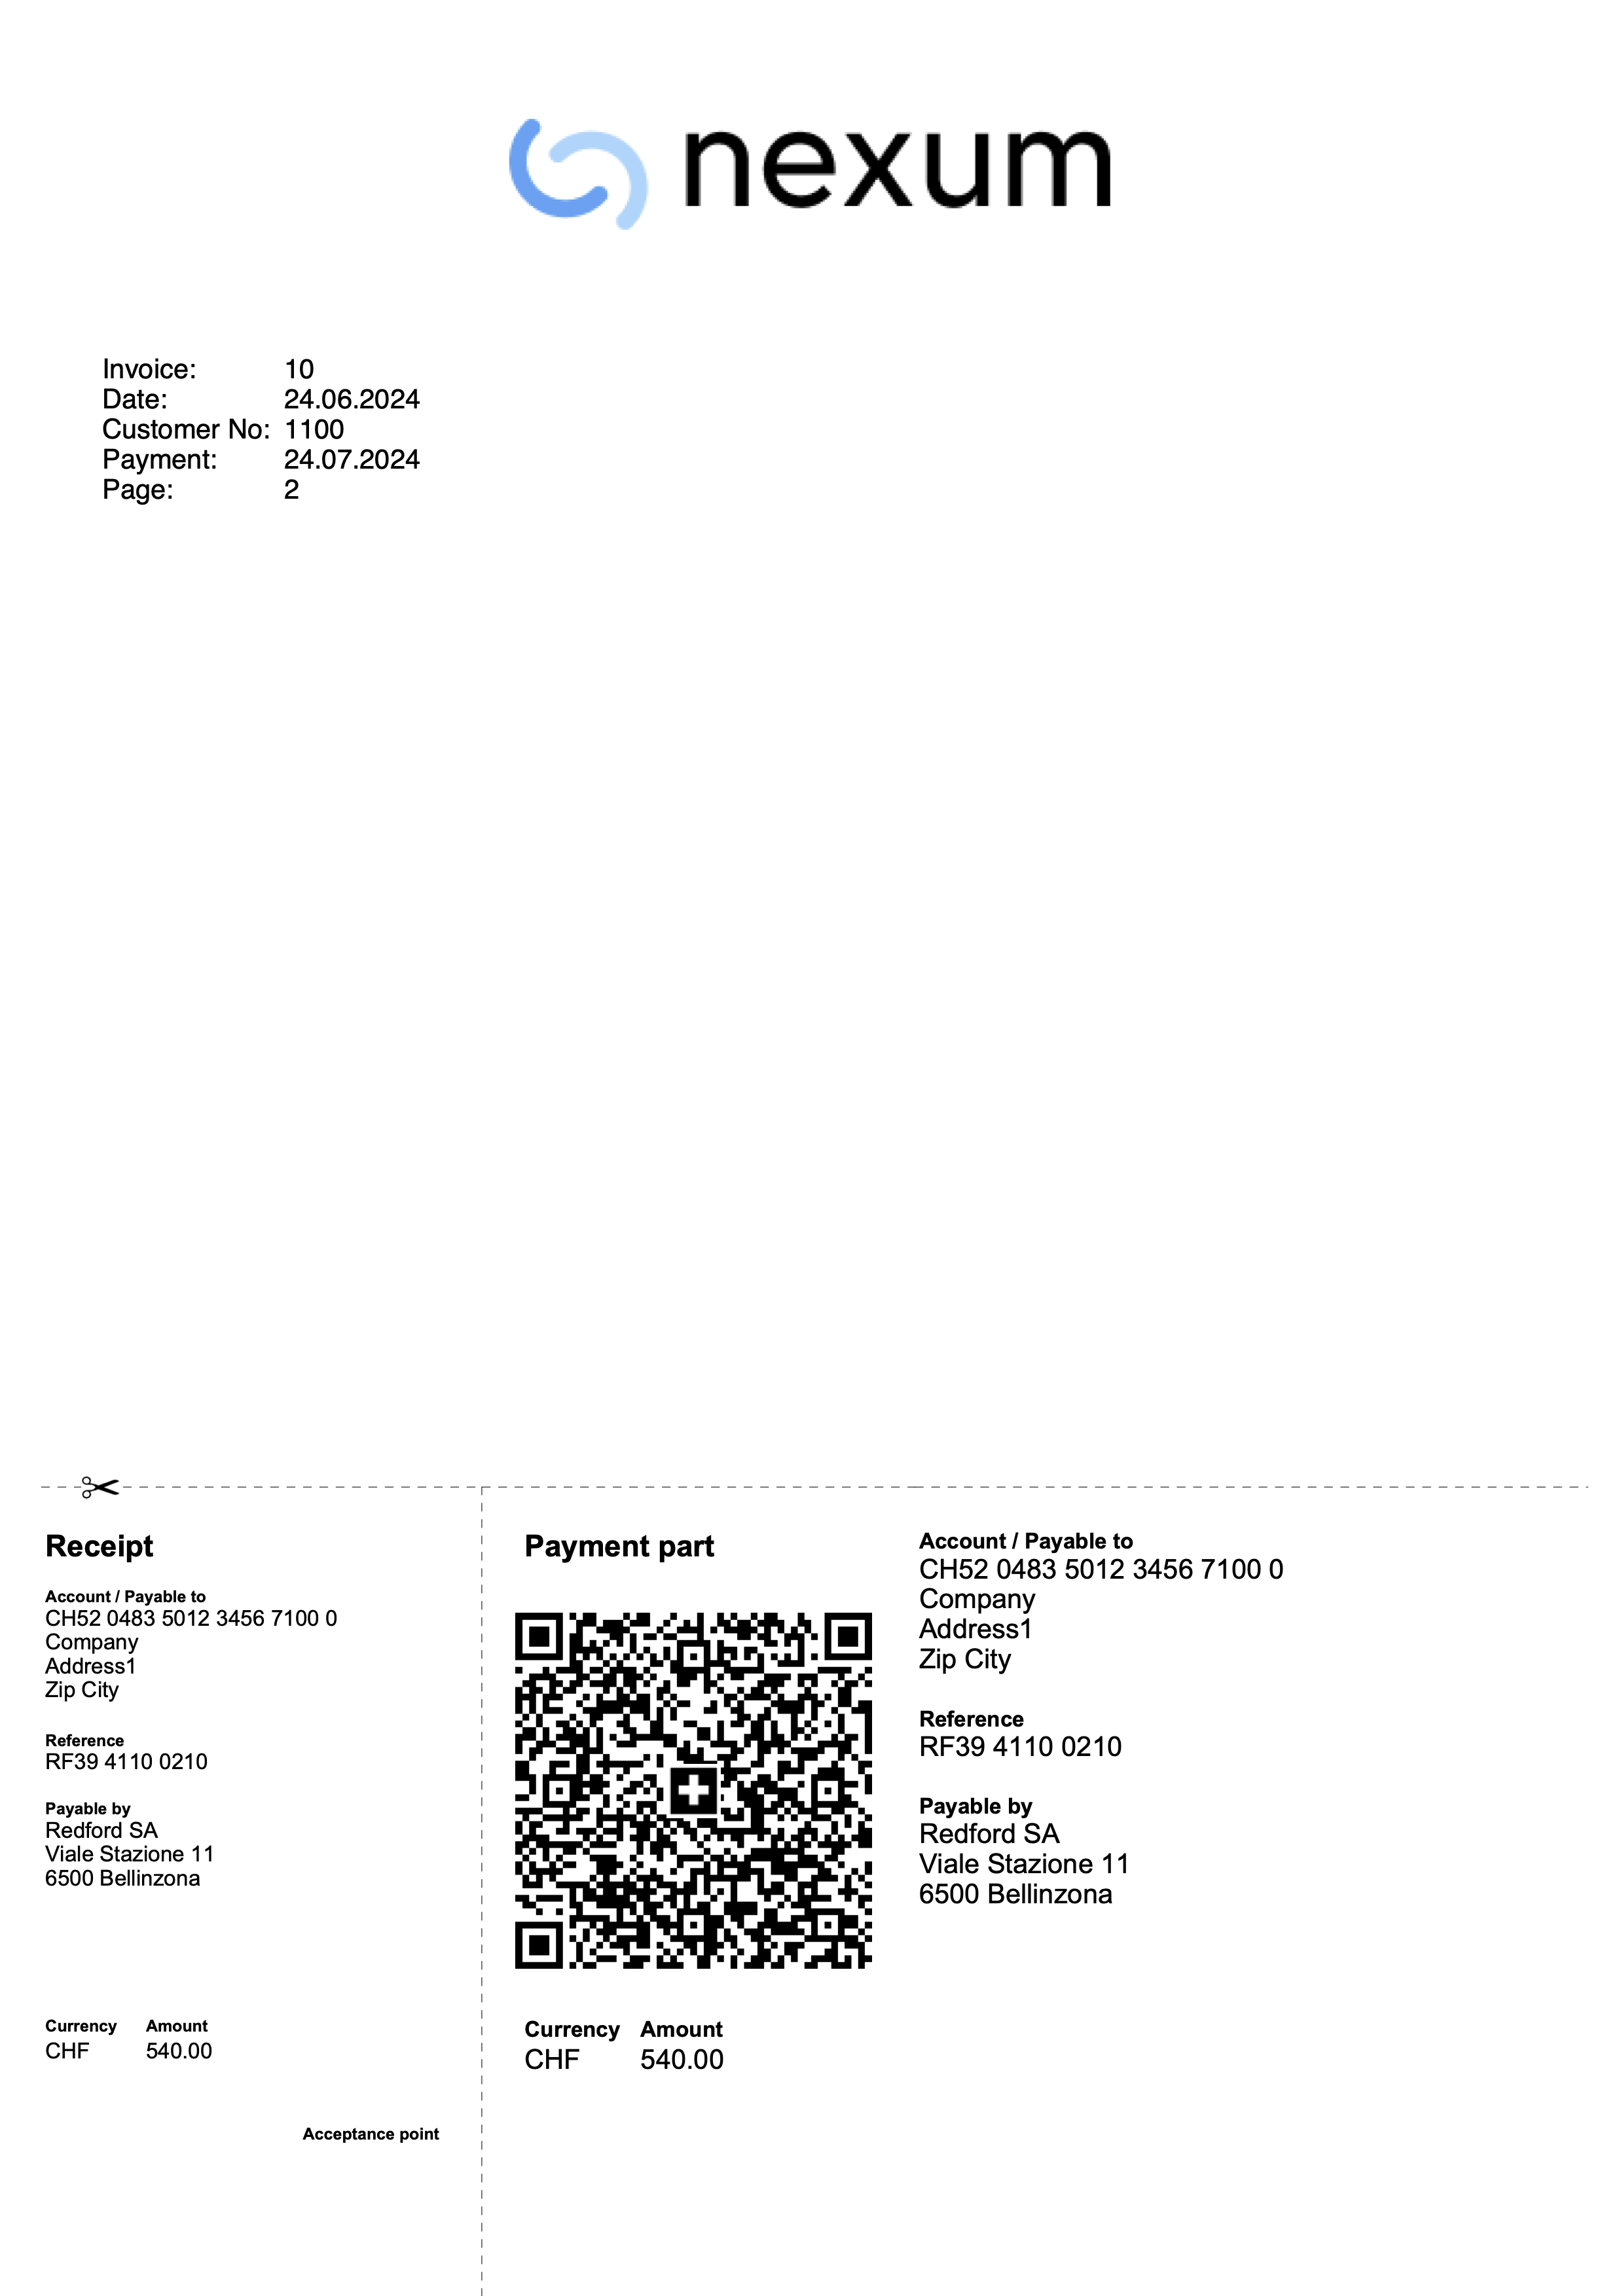 nexum
Invoice: 10
Date: 24.06.2024
Customer No: 1100
Payment: 24.07.2024
Page: 2
Receipt
Account / Payable to
CH52 0483 5012 3456 7100 0
Company
Address1
Zip City
Reference
RF39 4110 0210
Payable by
Redford SA
Viale Stazione 11
6500 Bellinzona
Currency Amount
CHF 540.00
Acceptance point
Payment part
Currency Amount
CHF 540.00
Account / Payable to
CH52 0483 5012 3456 7100 0
Company
Address1
Zip City
Reference
RF39 4110 0210
Payable by
Redford SA
Viale Stazione 11
6500 Bellinzona